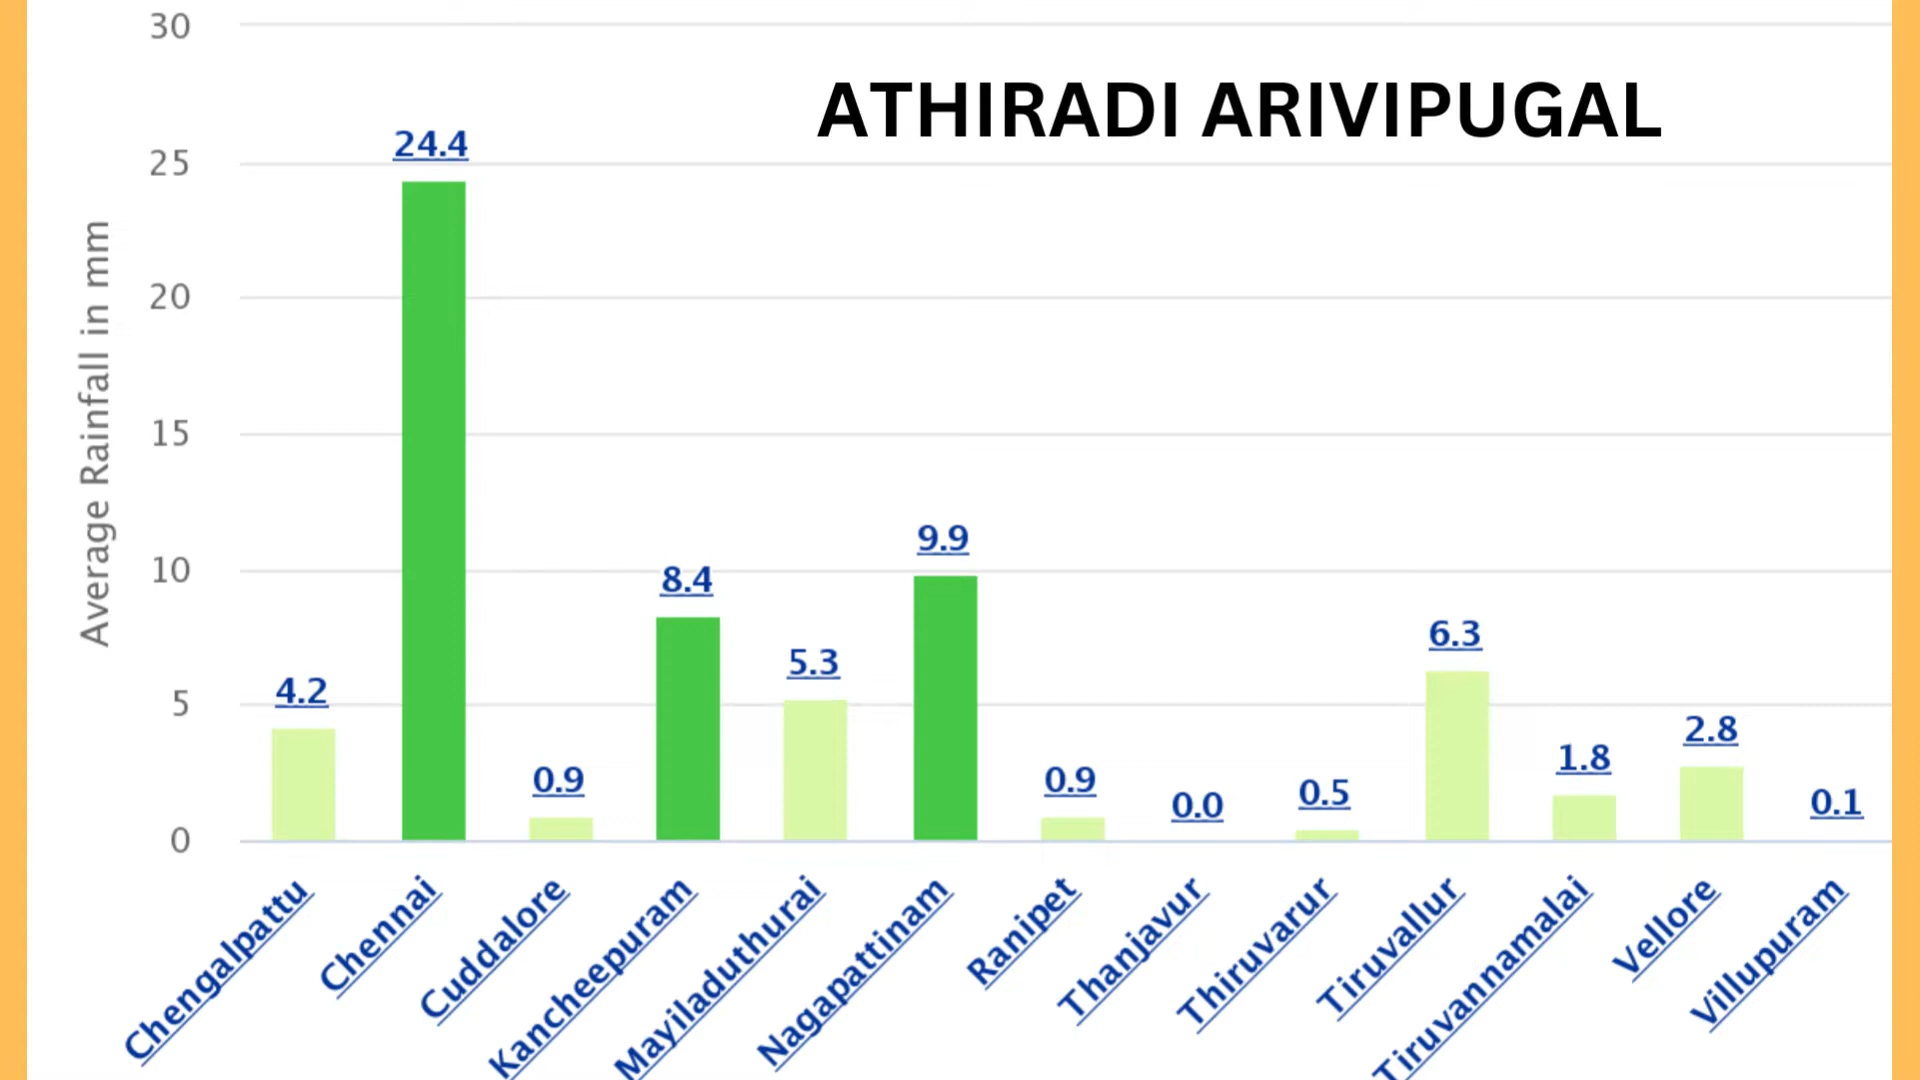 ATHIRADI ARIVIPUGAL
Average Rainfall in mm
30
25
20
15
10
5
0
4.2
24.4
0.9
8.4
5.3
9.9
0.9
0.0
0.5
6.3
1.8
2.8
0.1
Chengalpattu
Chennai
Cuddalore
Kancheepuram
Mayiladuthurai
Nagapattinam
Ranipet
Thanjavur
Thiruvarur
Tiruvallur
Tiruvannamalai
Vellore
Villupuram